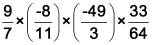 9/7 × (-8/11) × (-49/3) × 33/64